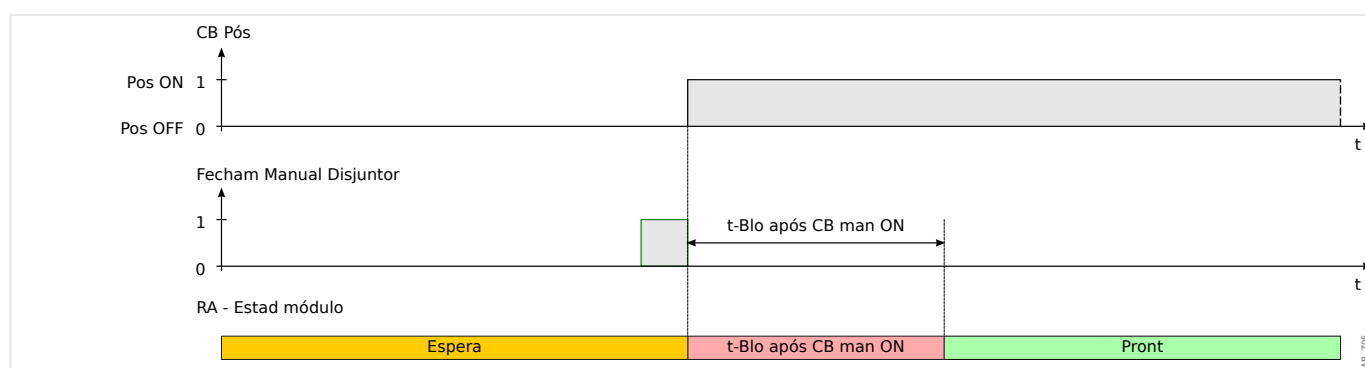 CB Pós
Pos ON 1
Pos OFF 0
t
Fecham Manual Disjuntor
1
t-Blo após CB man ON
0
t
RA - Estad módulo
Espera
t-Blo após CB man ON
Pront